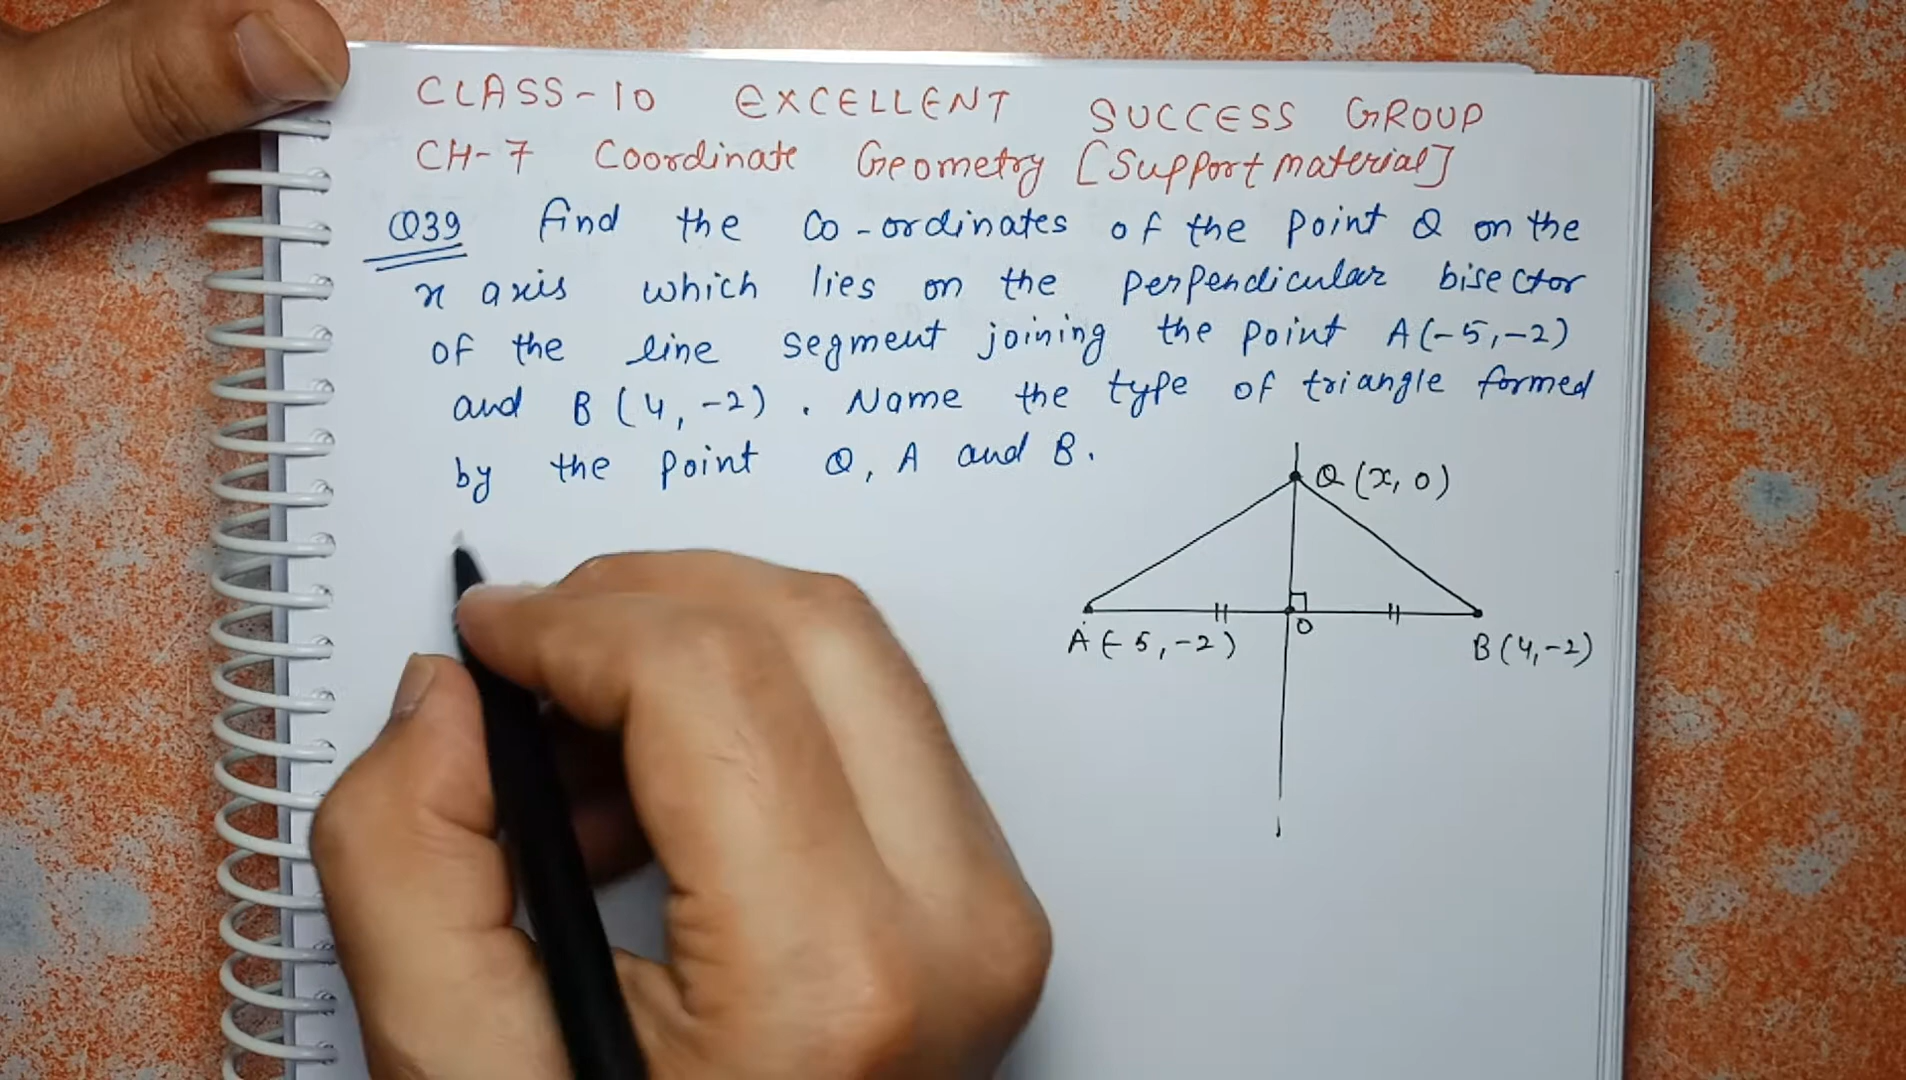 CLASS-10 EXCELLENT SUCCESS GROUP
CH-7 Coordinate Geometry [Support material]
Q39 find the Co-ordinates of the point Q on the
x axis which lies on the perpendicular bisector
of the line segment joining the point A(-5,-2)
and B(4,-2). Name the type of triangle formed
by the point Q, A and B.
Q(x, 0)
O
A(-5,-2)
B(4,-2)